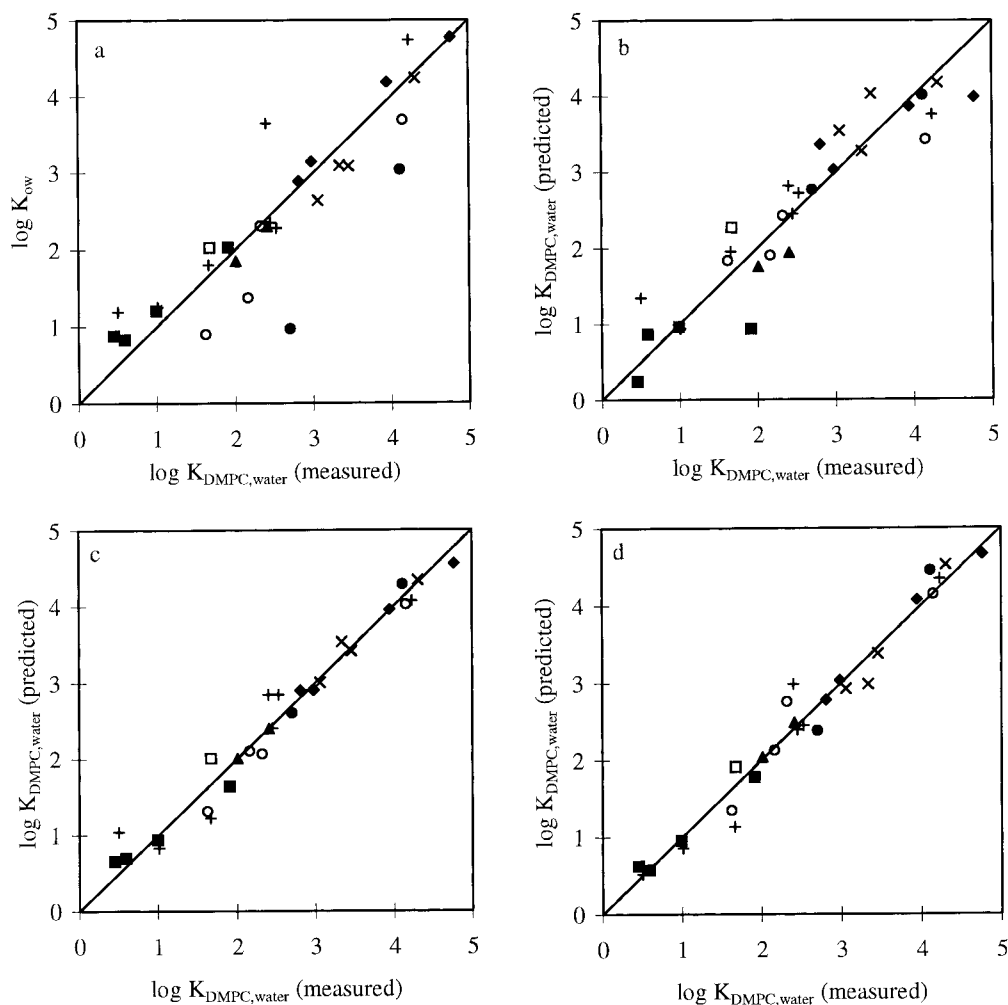 a
5
4
3
2
1
0
log K_ow
0 1 2 3 4 5
log K_DMPC,water (measured)
b
5
4
3
2
1
0
log K_DMPC,water (predicted)
0 1 2 3 4 5
log K_DMPC,water (measured)
c
5
4
3
2
1
0
log K_DMPC,water (predicted)
0 1 2 3 4 5
log K_DMPC,water (measured)
d
5
4
3
2
1
0
log K_DMPC,water (predicted)
0 1 2 3 4 5
log K_DMPC,water (measured)